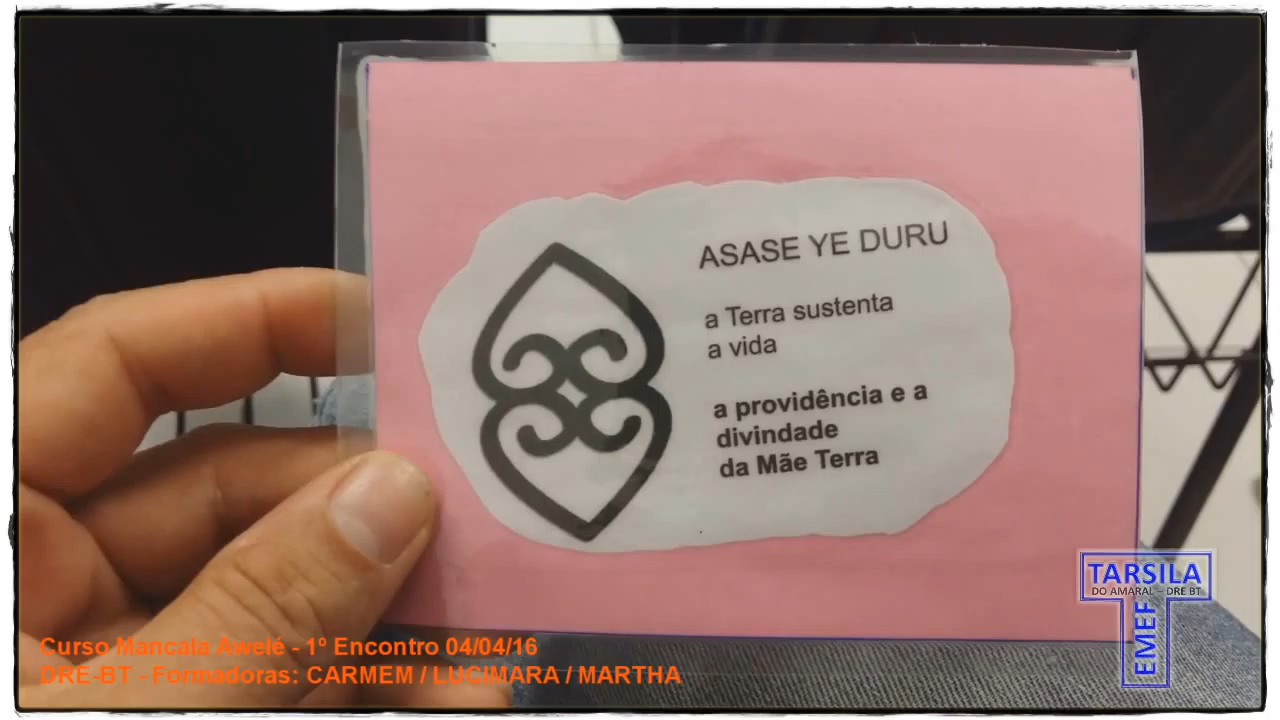 ASASE YE DURU
a Terra sustenta
a vida
a providência e a
divindade
da Mãe Terra
TARSILA
DO AMARAL – DRE BT
EMEF
Curso Mancala Awelé - 1º Encontro 04/04/16
DRE-BT - Formadoras: CARMEM / LUCIMARA / MARTHA